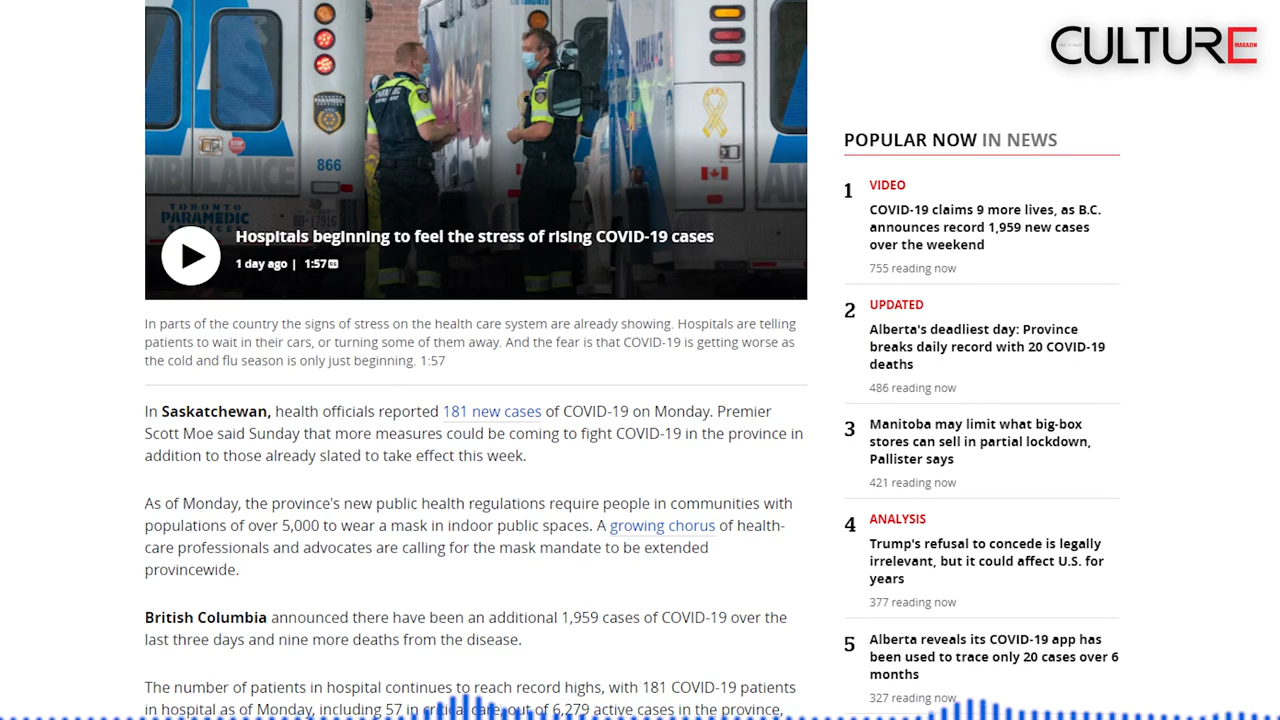 CULTURE
MAGAZIN
STOP
AMBULANCE
866
TORONTO
PARAMEDIC
Hospitals beginning to feel the stress of rising COVID-19 cases
1 day ago | 1:57
In parts of the country the signs of stress on the health care system are already showing. Hospitals are telling
patients to wait in their cars, or turning some of them away. And the fear is that COVID-19 is getting worse as
the cold and flu season is only just beginning. 1:57
In Saskatchewan, health officials reported 181 new cases of COVID-19 on Monday. Premier
Scott Moe said Sunday that more measures could be coming to fight COVID-19 in the province in
addition to those already slated to take effect this week.
As of Monday, the province's new public health regulations require people in communities with
populations of over 5,000 to wear a mask in indoor public spaces. A growing chorus of health-
care professionals and advocates are calling for the mask mandate to be extended
provincewide.
British Columbia announced there have been an additional 1,959 cases of COVID-19 over the
last three days and nine more deaths from the disease.
The number of patients in hospital continues to reach record highs, with 181 COVID-19 patients
in hospital as of Monday, including 57 in critical care, out of 6,279 active cases in the province,
POPULAR NOW IN NEWS
1 VIDEO
COVID-19 claims 9 more lives, as B.C.
announces record 1,959 new cases
over the weekend
755 reading now
2 UPDATED
Alberta's deadliest day: Province
breaks daily record with 20 COVID-19
deaths
486 reading now
3 Manitoba may limit what big-box
stores can sell in partial lockdown,
Pallister says
421 reading now
4 ANALYSIS
Trump's refusal to concede is legally
irrelevant, but it could affect U.S. for
years
377 reading now
5 Alberta reveals its COVID-19 app has
been used to trace only 20 cases over 6
months
327 reading now